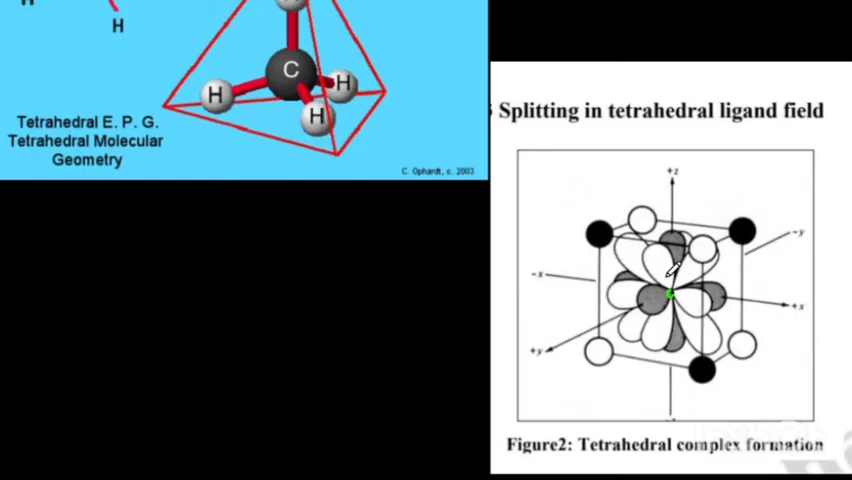 H
H
C
H
H
H
Tetrahedral E. P. G.
Tetrahedral Molecular
Geometry
C. Ophardt, c. 2003
Splitting in tetrahedral ligand field
+z
-y
-x
+x
+y
Figure2: Tetrahedral complex formation